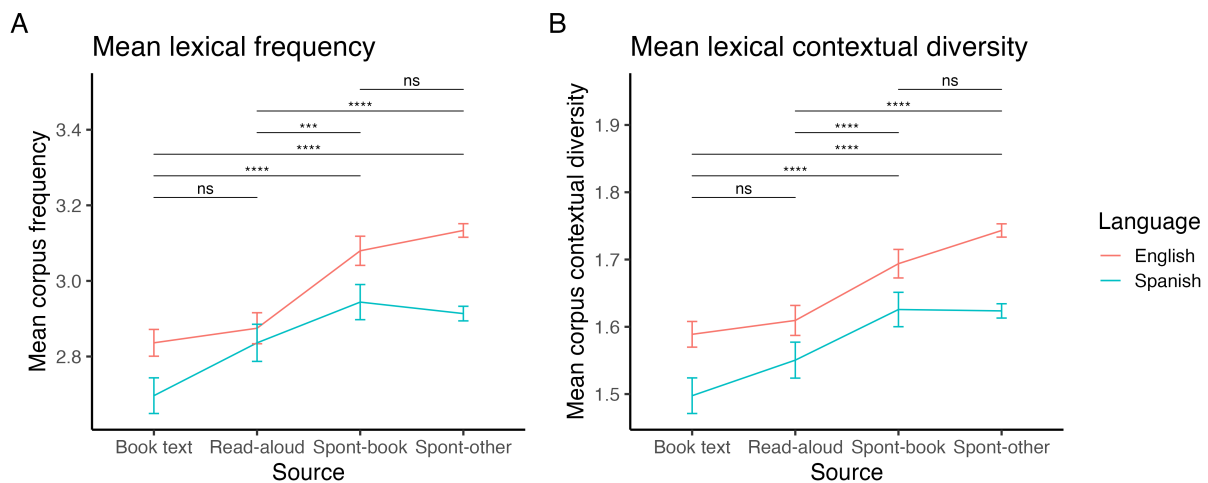 A
Mean lexical frequency
Mean corpus frequency
3.4
3.2
3.0
2.8
ns
****
***
****
****
ns
Book text
Read-aloud
Spont-book
Spont-other
Source
B
Mean lexical contextual diversity
Mean corpus contextual diversity
1.9
1.8
1.7
1.6
1.5
ns
****
****
****
****
ns
Book text
Read-aloud
Spont-book
Spont-other
Source
Language
English
Spanish